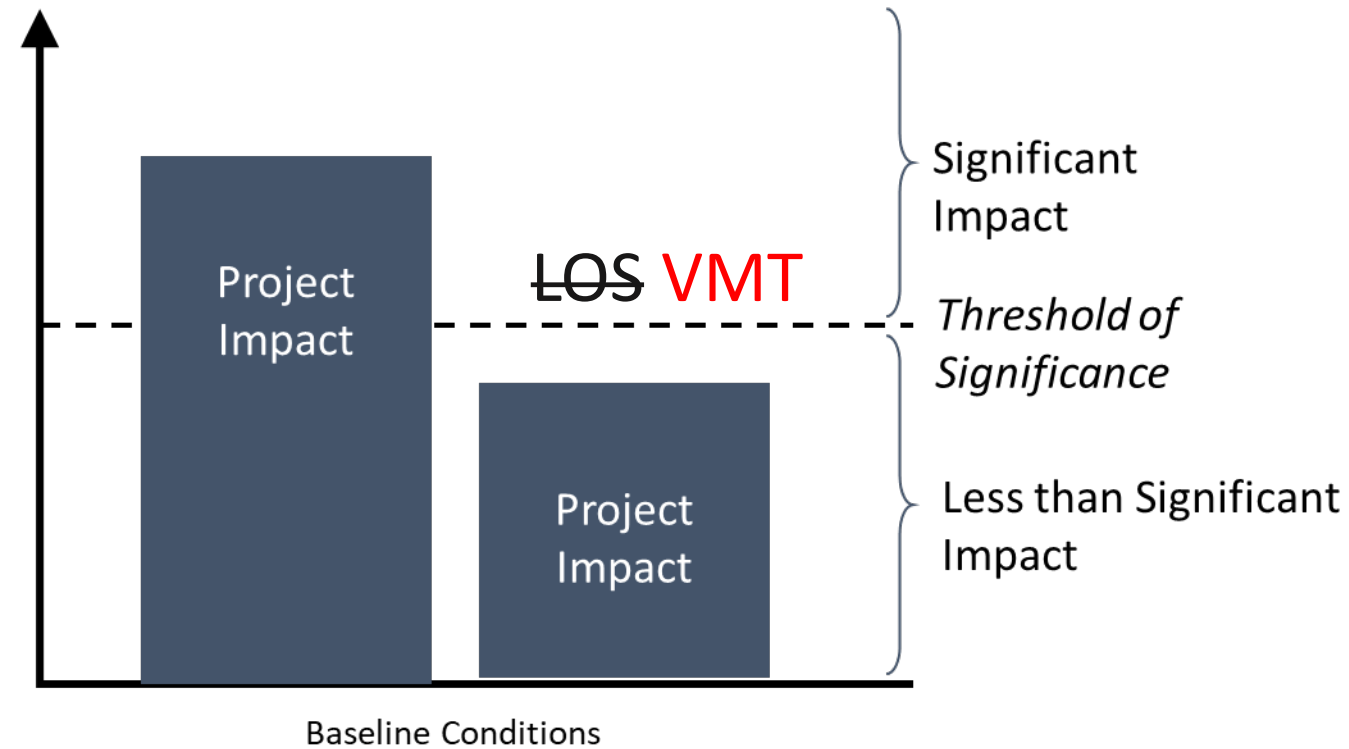 Significant
Impact
Project
Impact
LOS VMT
Threshold of
Significance
Project
Impact
Less than Significant
Impact
Baseline Conditions